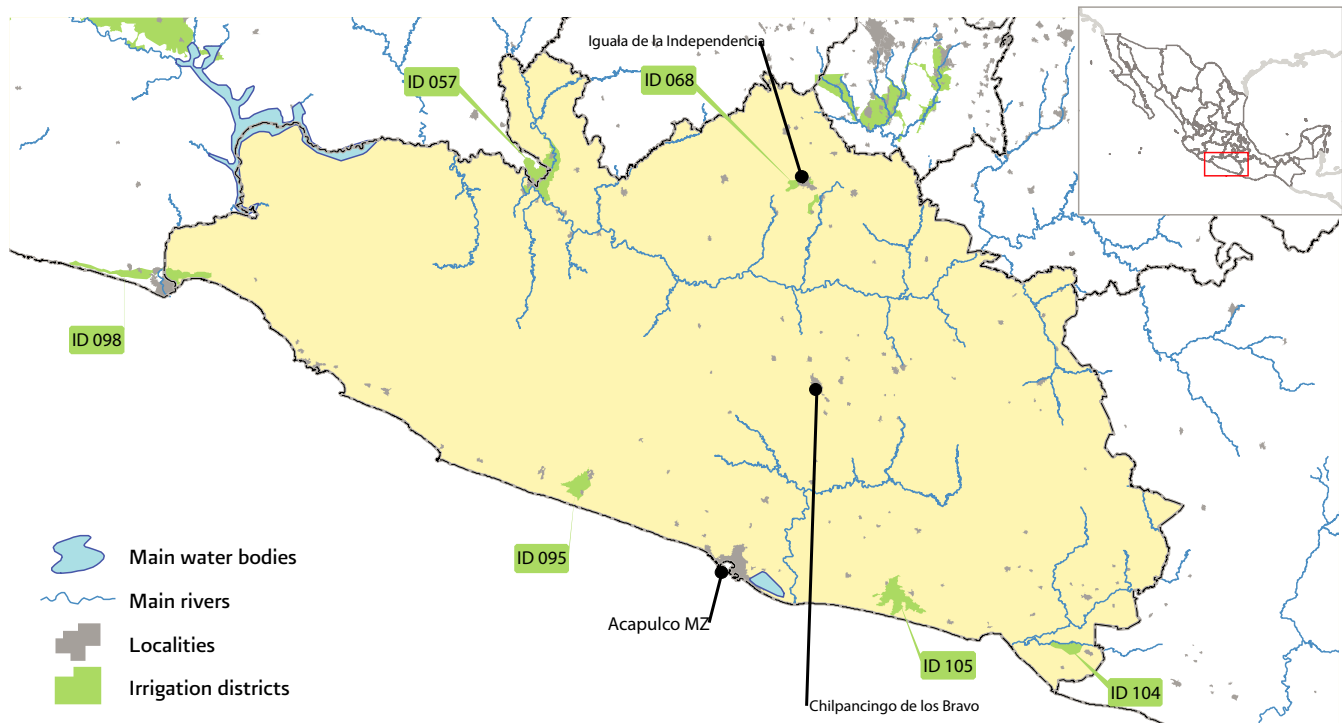 Iguala de la Independencia
ID 057
ID 068
ID 098
ID 095
Acapulco MZ
ID 105
ID 104
Chilpancingo de los Bravo
Main water bodies
Main rivers
Localities
Irrigation districts